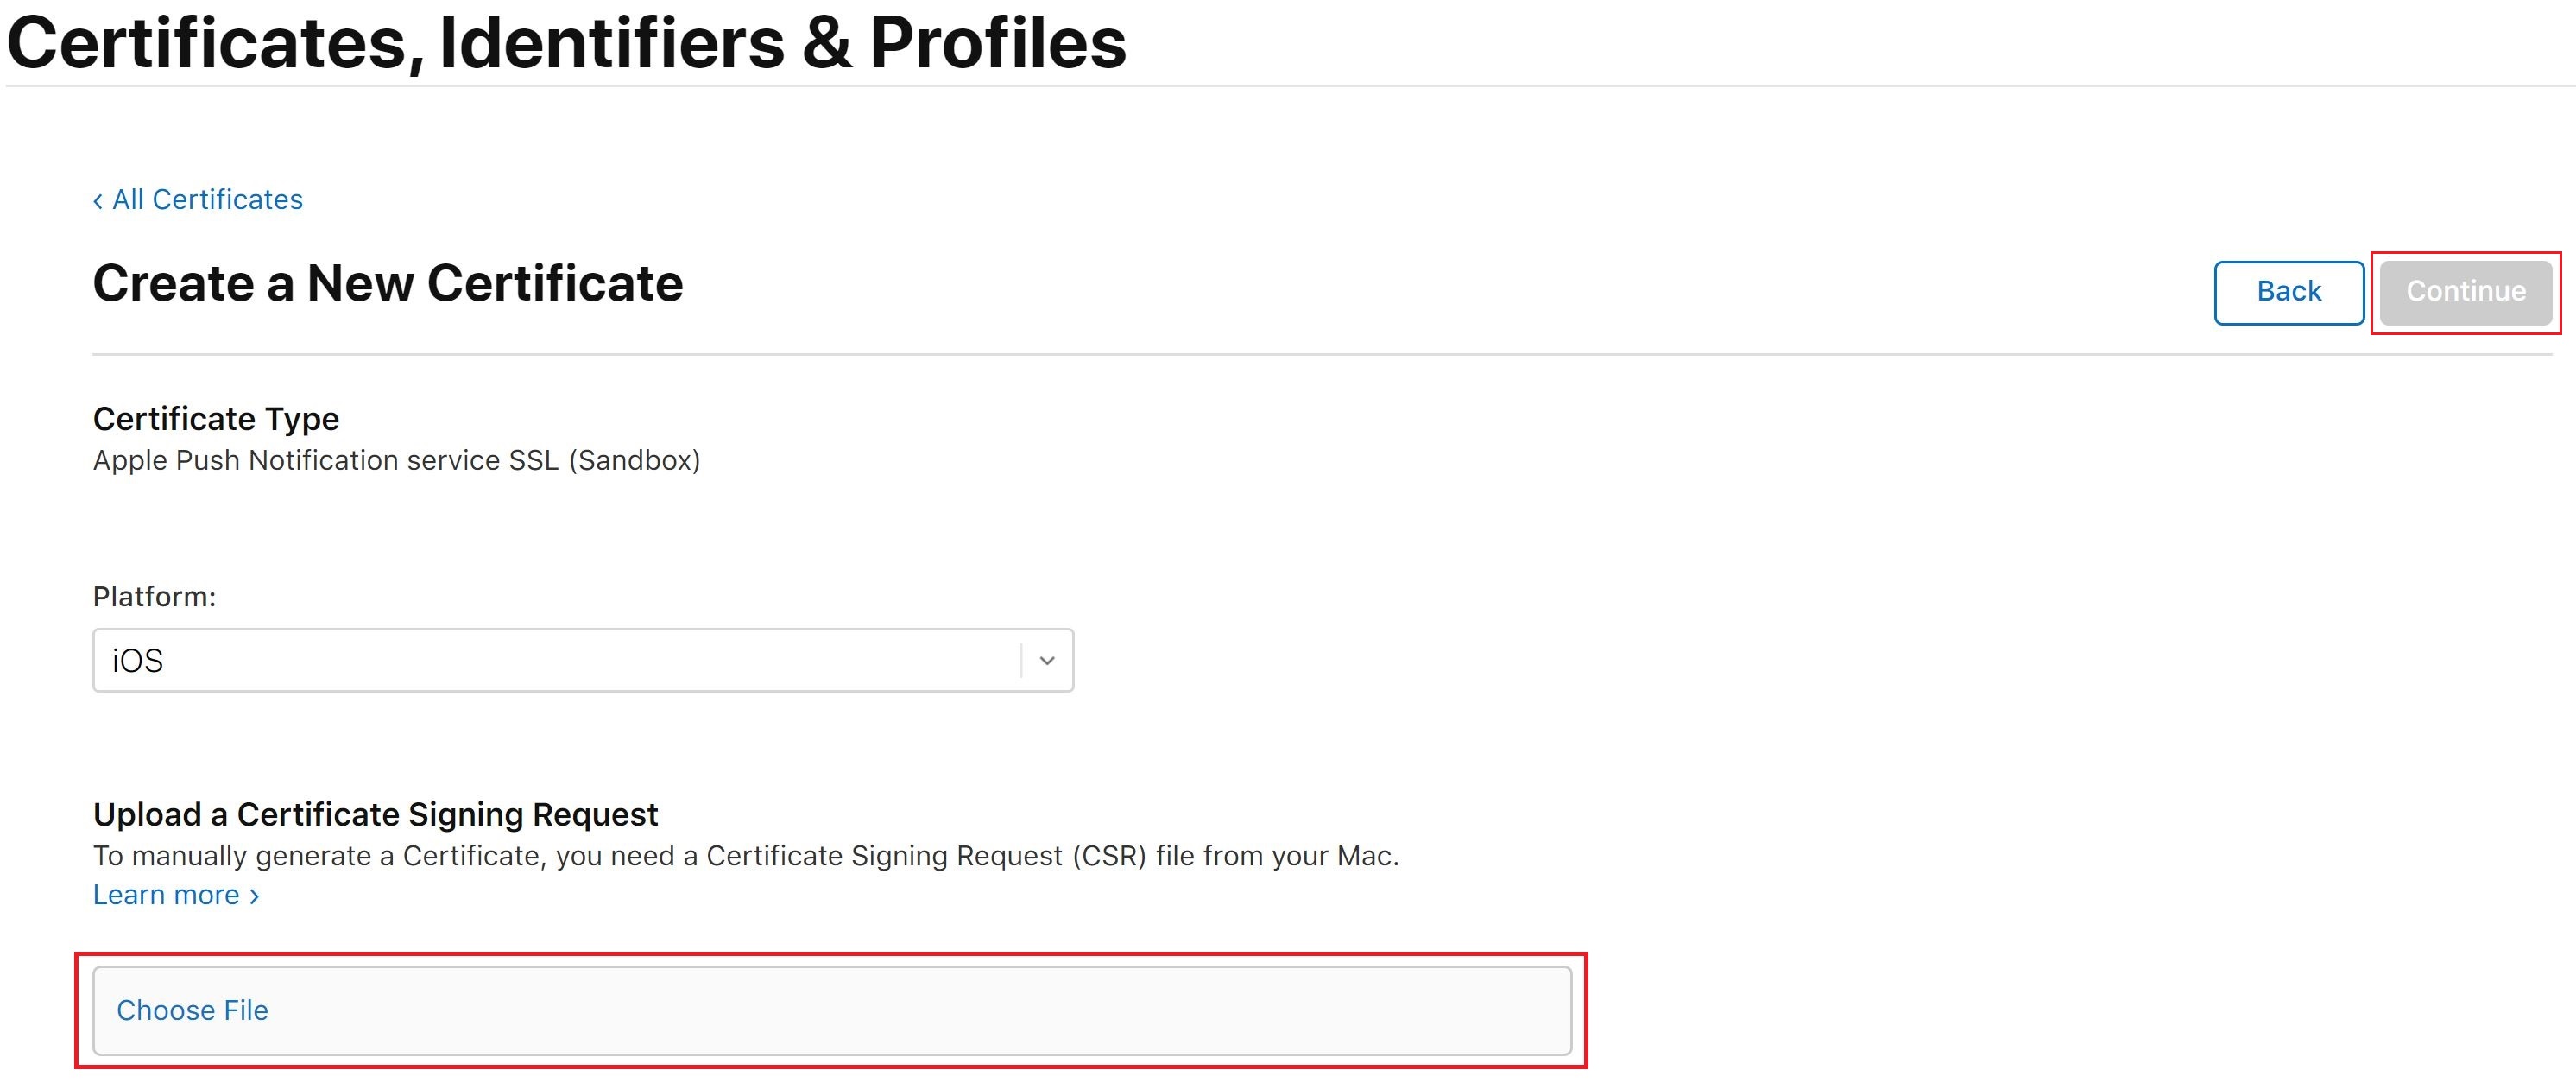 Certificates, Identifiers & Profiles
‹ All Certificates
Create a New Certificate
Back
Continue
Certificate Type
Apple Push Notification service SSL (Sandbox)
Platform:
iOS
Upload a Certificate Signing Request
To manually generate a Certificate, you need a Certificate Signing Request (CSR) file from your Mac.
Learn more ›
Choose File